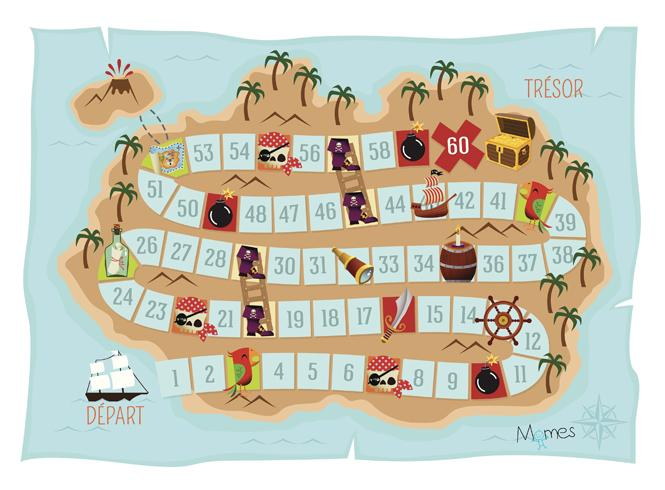 TRÉSOR
53 54 56 58 60
51 50 48 47 46 44 42 41 39
26 27 28 30 31 33 34 36 37 38
24 23 21 19 18 17 15 14 12
1 2 4 5 6 8 9 11
DÉPART
Momes